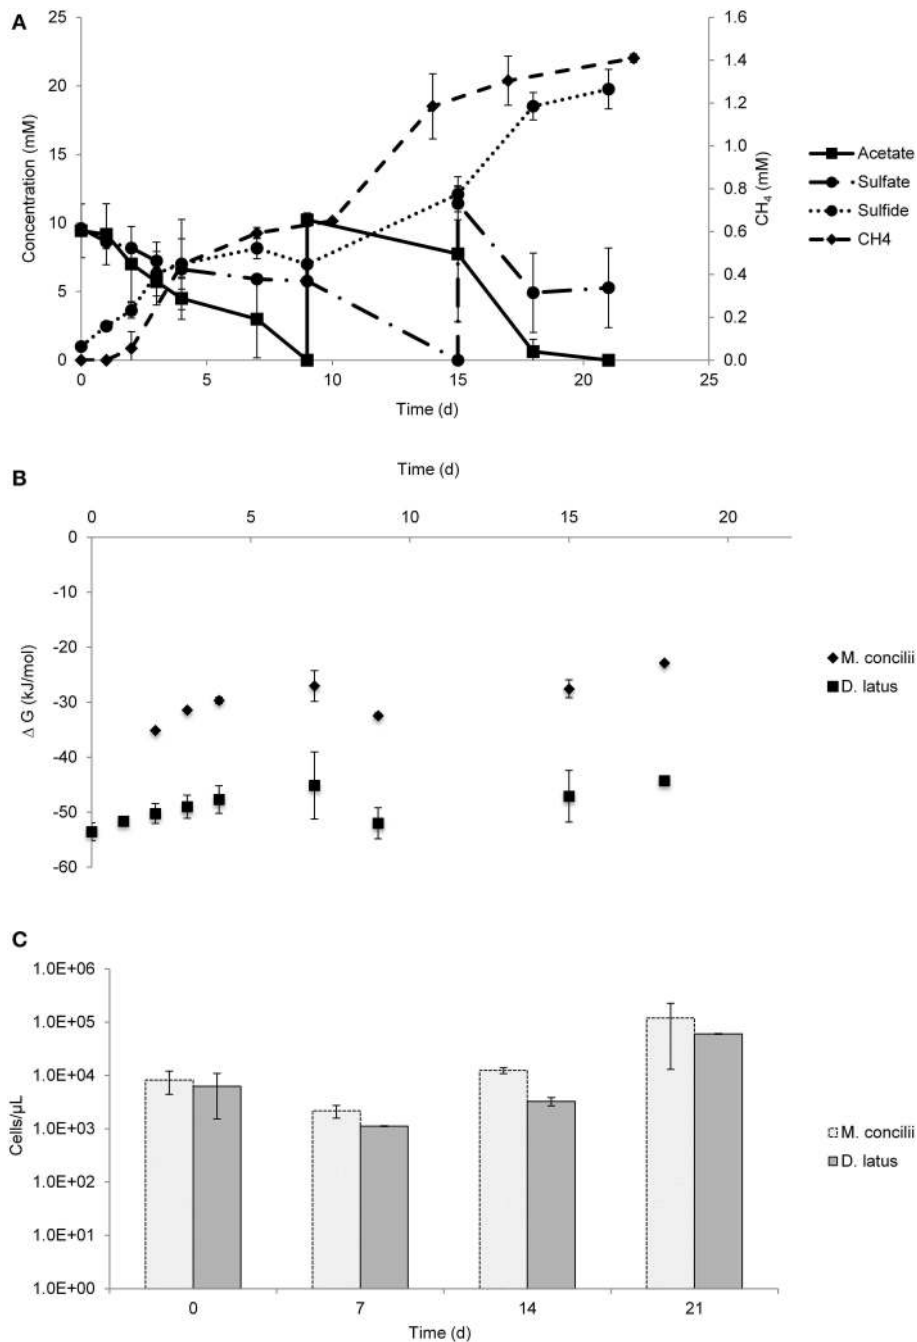 A
25
20
15
10
5
0
Concentration (mM)
1.6
1.4
1.2
1.0
0.8
0.6
0.4
0.2
0.0
CH4 (mM)
0 5 10 15 20 25
Time (d)
Acetate
Sulfate
Sulfide
CH4
B
Time (d)
0 5 10 15 20
0
-10
-20
-30
-40
-50
-60
Δ G (kJ/mol)
M. concilii
D. latus
C
1.0E+06
1.0E+05
1.0E+04
1.0E+03
1.0E+02
1.0E+01
1.0E+00
Cells/µL
0 7 14 21
Time (d)
M. concilii
D. latus